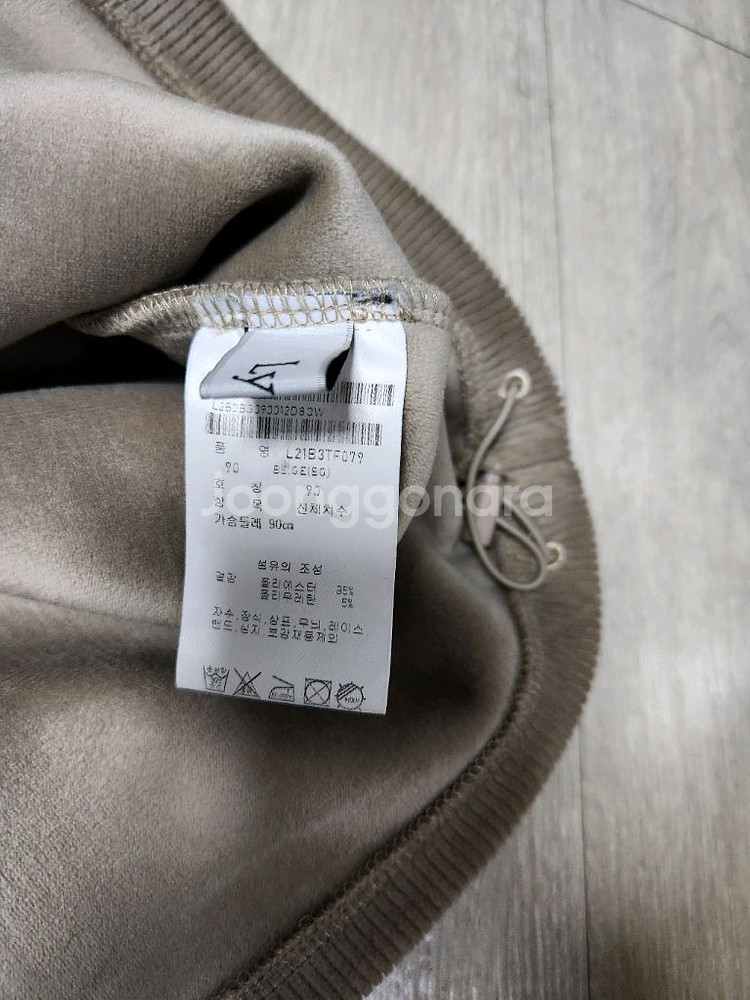 LY
품 명 L21B3TF079
90 BEIGE(BG)
호 칭 90
항 목 신체치수
가슴둘레 90cm
joonggonara
섬유의 조성
겉감 폴리에스터 95%
폴리우레탄 5%
자수,장식,상표,무늬,레이스
밴드,심지 보강재등제외